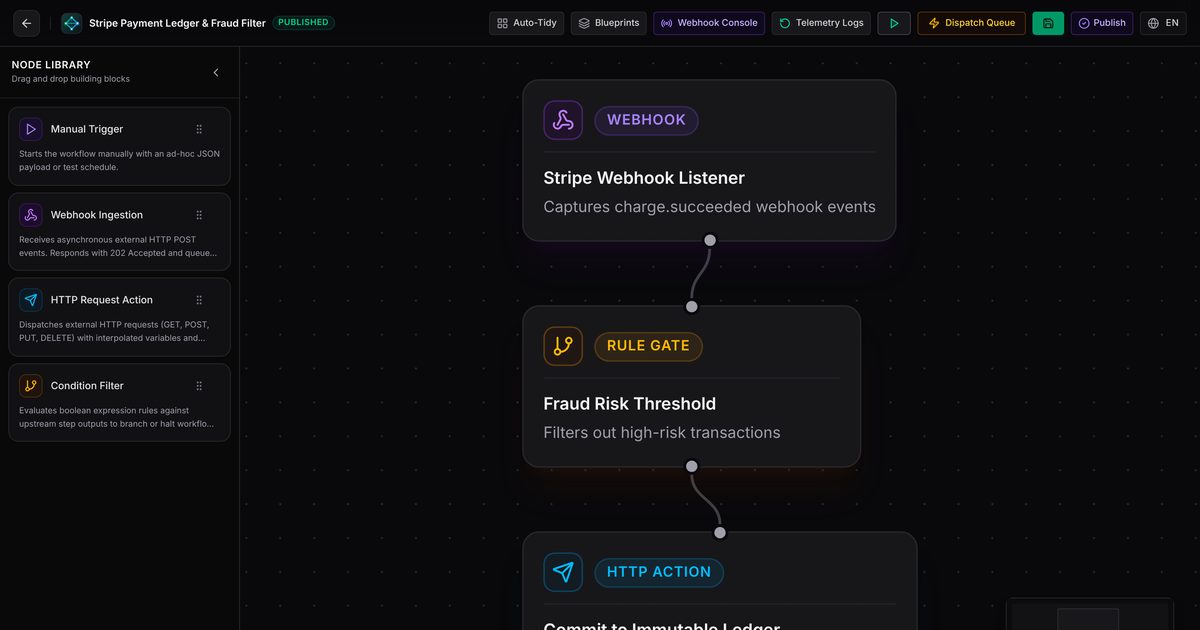 Stripe Payment Ledger & Fraud Filter
PUBLISHED
Auto-Tidy
Blueprints
Webhook Console
Telemetry Logs
Dispatch Queue
Publish
EN
NODE LIBRARY
Drag and drop building blocks
Manual Trigger
Starts the workflow manually with an ad-hoc JSON
payload or test schedule.
Webhook Ingestion
Receives asynchronous external HTTP POST
events. Responds with 202 Accepted and queue...
HTTP Request Action
Dispatches external HTTP requests (GET, POST,
PUT, DELETE) with interpolated variables and...
Condition Filter
Evaluates boolean expression rules against
upstream step outputs to branch or halt workflo...
WEBHOOK
Stripe Webhook Listener
Captures charge.succeeded webhook events
RULE GATE
Fraud Risk Threshold
Filters out high-risk transactions
HTTP ACTION
Commit to Immutable Ledger